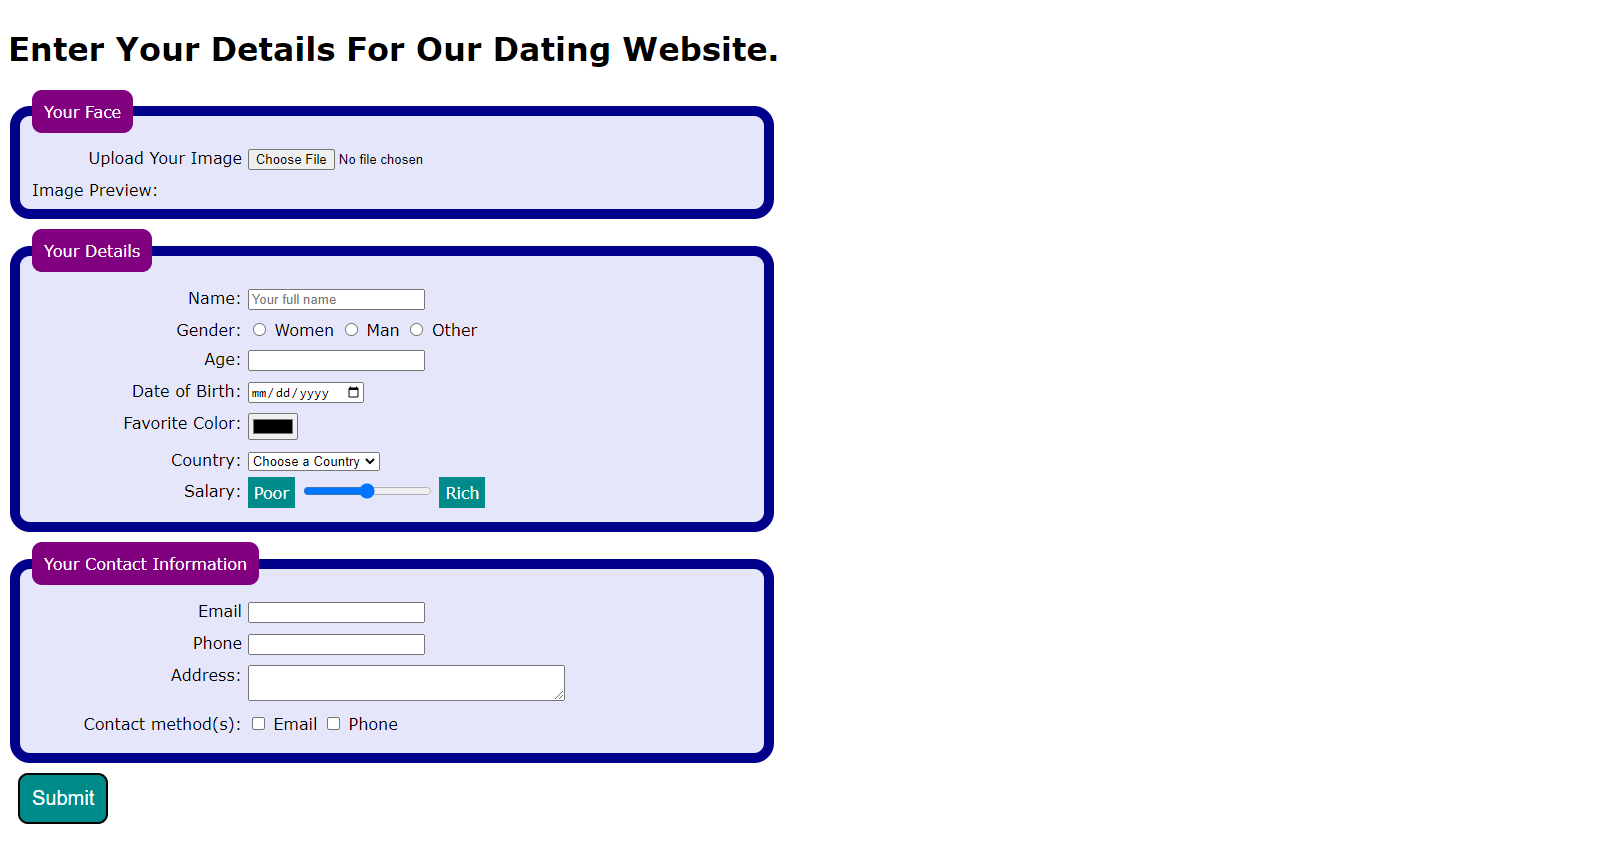 Enter Your Details For Our Dating Website.
Your Face
Upload Your Image Choose File No file chosen
Image Preview:
Your Details
Name: Your full name
Gender: Women Man Other
Age:
Date of Birth: mm/dd/yyyy
Favorite Color:
Country: Choose a Country
Salary: Poor Rich
Your Contact Information
Email
Phone
Address:
Contact method(s): Email Phone
Submit